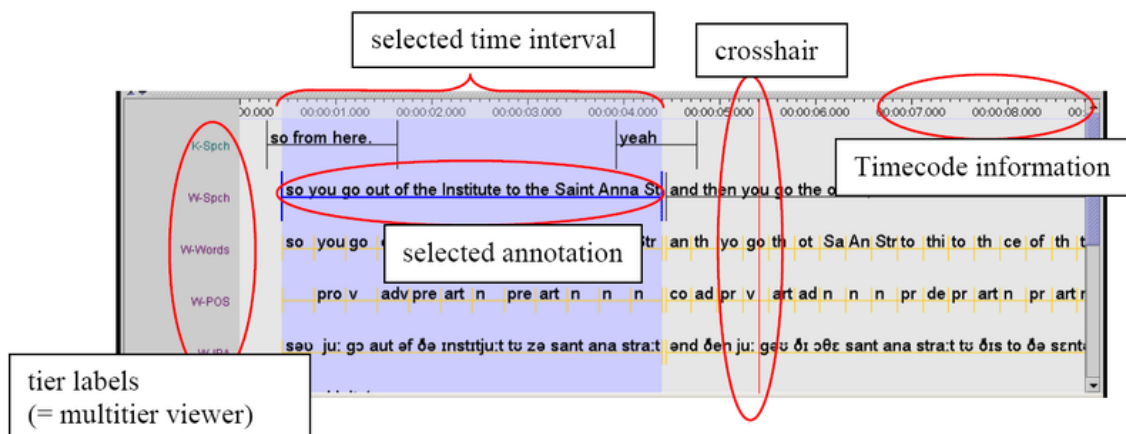 selected time interval
crosshair
00.000 00:00:01.000 00:00:02.000 00:00:03.000 00:00:04.000 00:00:05.000 00:00:06.000 00:00:07.000 00:00:08.000
K-Spch so from here. yeah
Timecode information
W-Spch so you go out of the Institute to the Saint Anna St and then you go the
W-Words so you go Str an th yo go th ot Sa An Str to thi to th ce of th t
selected annotation
W-POS pro v adv pre art n pre art n n n co ad pr v art ad n n n pr de pr art n pr art
səʊ ju: gɔ aut əf ðə ɪnstɪtju:t tʊ zə sant ana stra:t ənd ðen ju: gəʊ ðɪ ɔθɛ sant ana stra:t tʊ ðɪs to ðə
tier labels
(= multitier viewer)